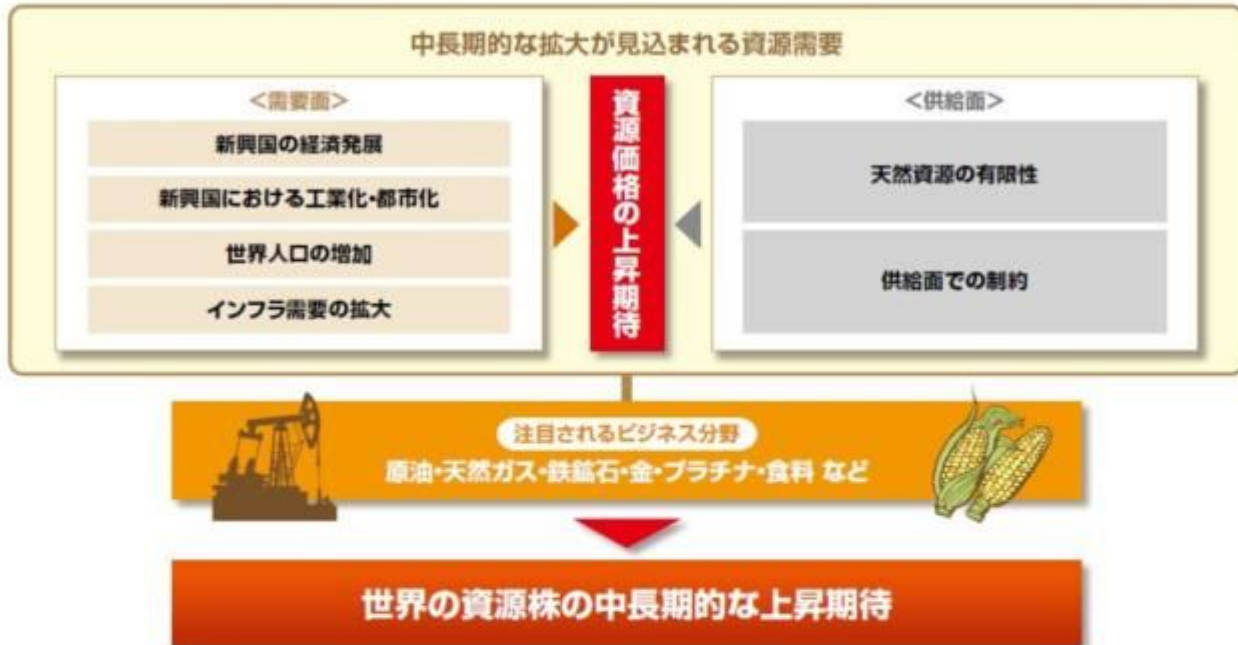 中長期的な拡大が見込まれる資源需要
＜需要面＞
新興国の経済発展
新興国における工業化・都市化
世界人口の増加
インフラ需要の拡大
資源価格の上昇期待
＜供給面＞
天然資源の有限性
供給面での制約
注目されるビジネス分野
原油・天然ガス・鉄鉱石・金・プラチナ・食料 など
世界の資源株の中長期的な上昇期待